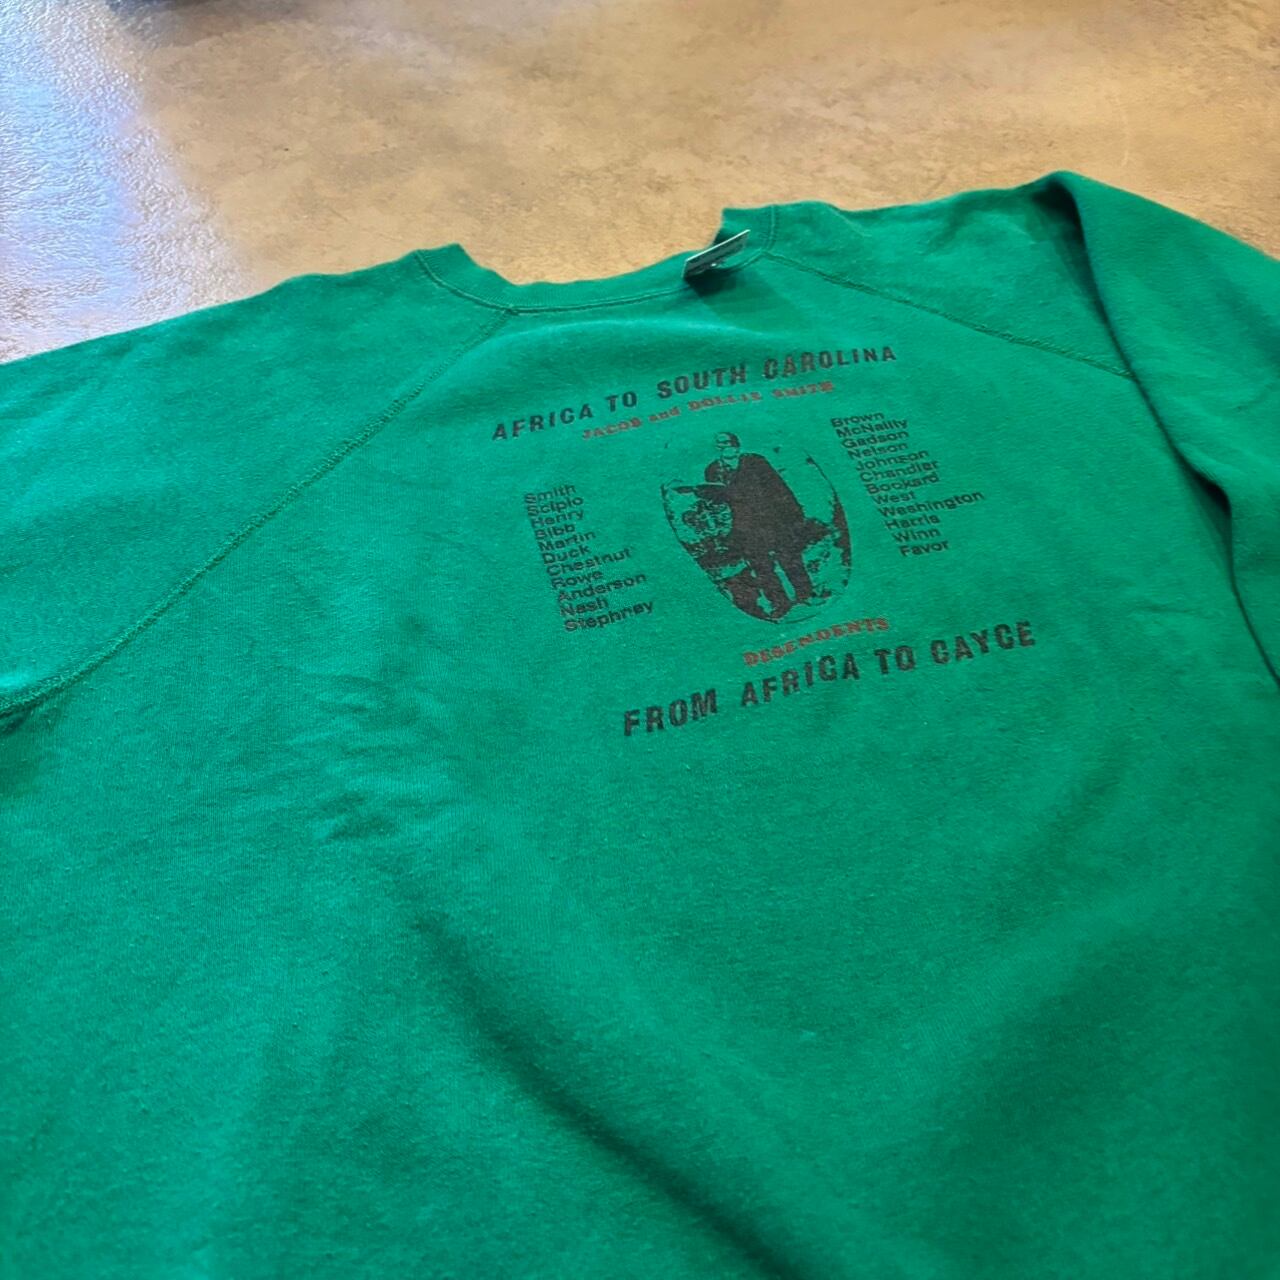 AFRICA TO SOUTH CAROLINA
JACOB and DOLLIE SMITH
Smith
Scipio
Henry
Bibb
Martin
Duck
Chestnut
Rowe
Anderson
Nash
Stephney
Brown
McNally
Gadson
Nelson
Johnson
Chandler
Bookard
West
Washington
Harris
Winn
Favor
DESENDENTS
FROM AFRICA TO CAYCE